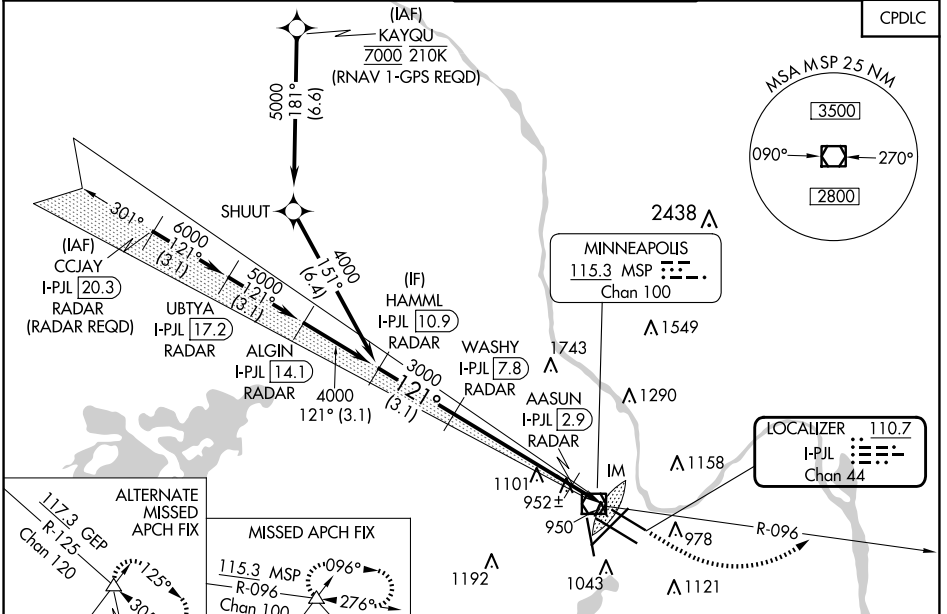 CPDLC
(IAF)
KAYQU
7000 210K
(RNAV 1-GPS REQD)
5000
181°
(6.6)
MSA MSP 25 NM
3500
090°
270°
2800
SHUUT
4000
151°
(6.4)
2438
MINNEAPOLIS
115.3 MSP
Chan 100
301°
6000
121°
(3.1)
(IAF)
CCJAY
I-PJL 20.3
RADAR
(RADAR REQD)
5000
121°
(3.1)
UBTYA
I-PJL 17.2
RADAR
ALGIN
I-PJL 14.1
RADAR
4000
121° (3.1)
(IF)
HAMML
I-PJL 10.9
RADAR
3000
121°
(3.1)
WASHY
I-PJL 7.8
RADAR
AASUN
I-PJL 2.9
RADAR
1549
1743
1290
1158
LOCALIZER 110.7
I-PJL
Chan 44
IM
1101
952±
950
978
R-096
1192
1043
1121
ALTERNATE
MISSED
APCH FIX
117.3 GEP
R-125
Chan 120
125°
MISSED APCH FIX
115.3 MSP
R-096
Chan 100
096°
276°